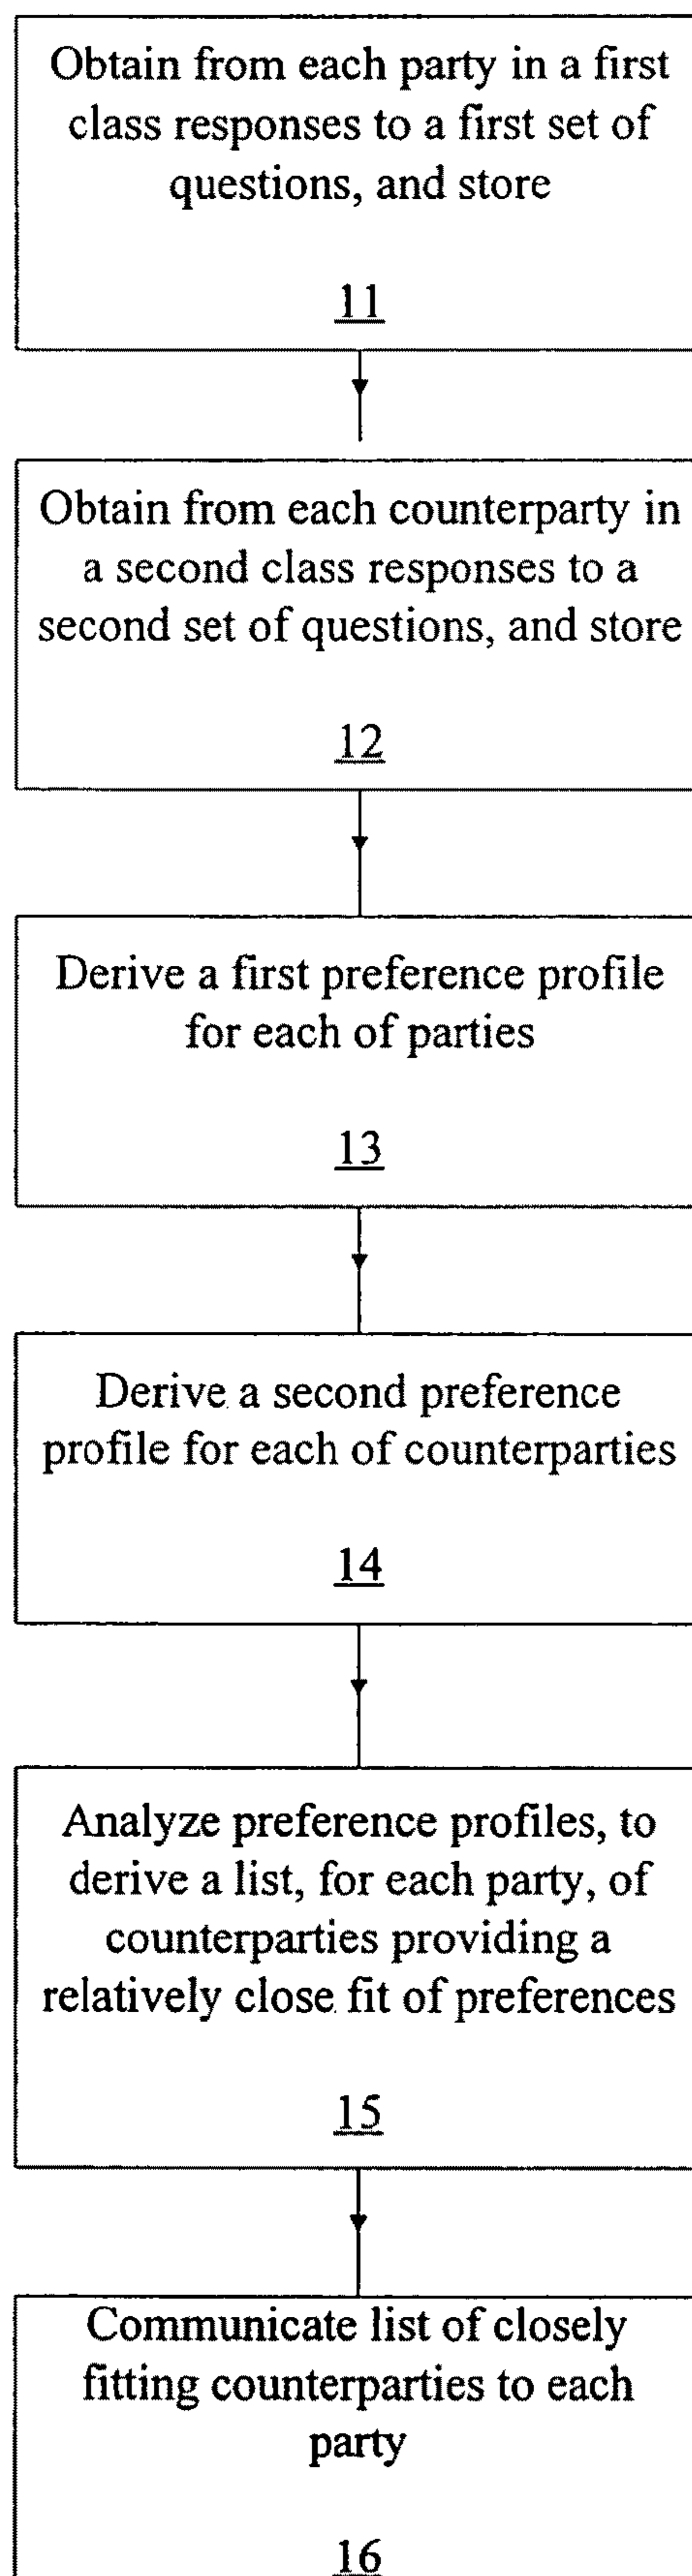 Obtain from each party in a first
class responses to a first set of
questions, and store
11
Obtain from each counterparty in
a second class responses to a
second set of questions, and store
12
Derive a first preference profile
for each of parties
13
Derive a second preference
profile for each of counterparties
14
Analyze preference profiles, to
derive a list, for each party, of
counterparties providing a
relatively close fit of preferences
15
Communicate list of closely
fitting counterparties to each
party
16